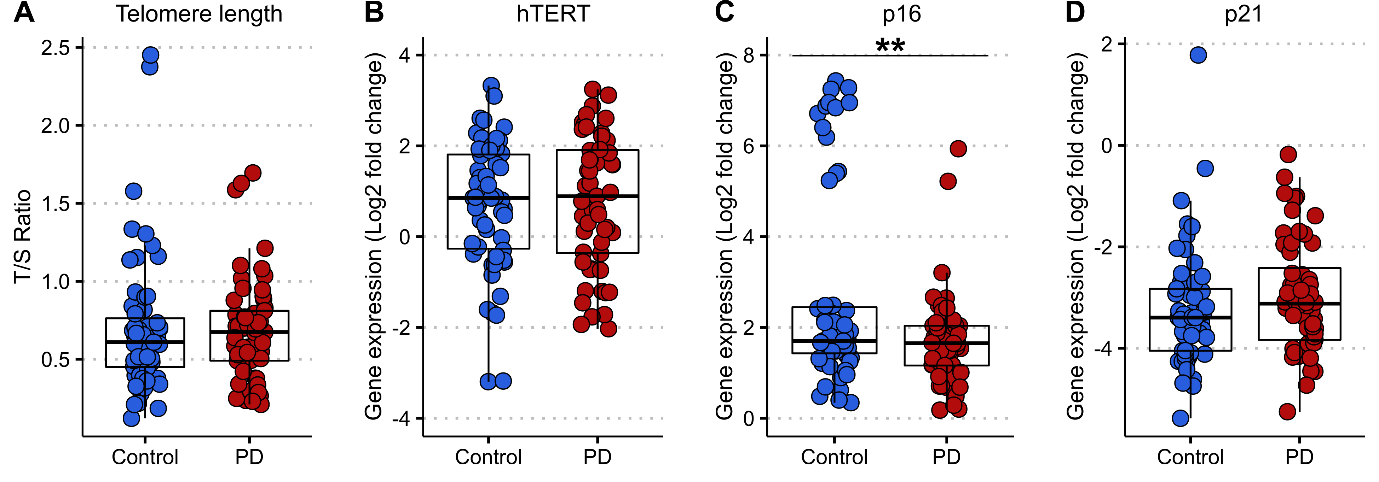 A Telomere length
T/S Ratio
2.5
2.0
1.5
1.0
0.5
Control PD
B hTERT
Gene expression (Log2 fold change)
4
2
0
-2
-4
Control PD
C p16
Gene expression (Log2 fold change)
**
8
6
4
2
0
Control PD
D p21
Gene expression (Log2 fold change)
2
0
-2
-4
Control PD